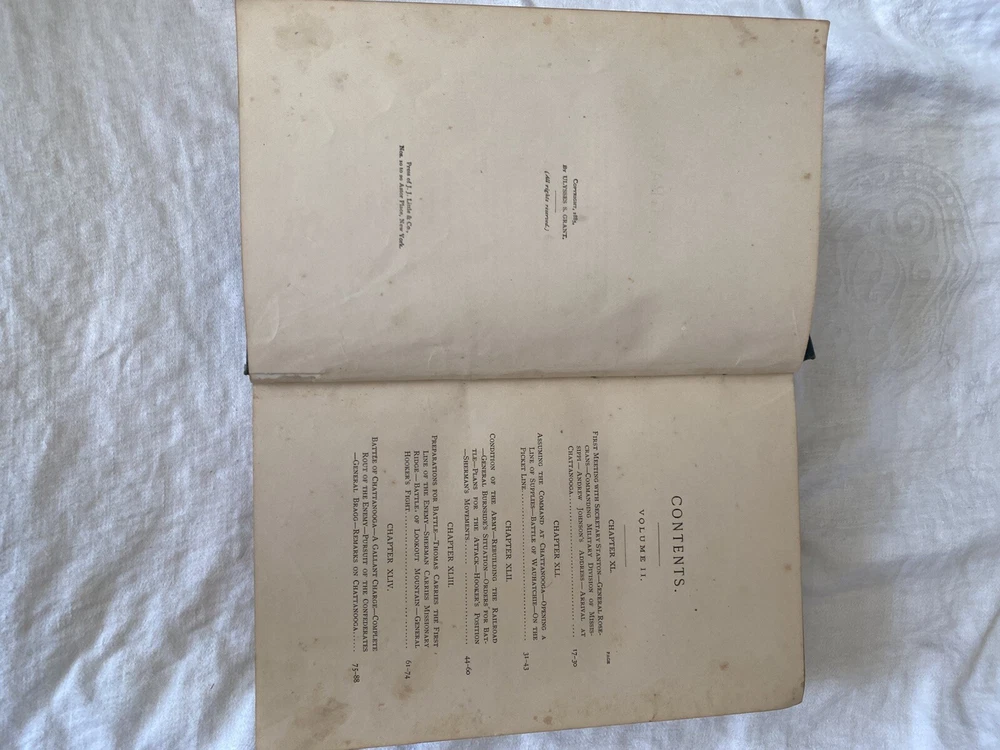 COPYRIGHT, 1885,
BY ULYSSES S. GRANT.
(All rights reserved.)
Press of J. J. Little & Co.,
Nos. 10 to 20 Astor Place, New York.
CONTENTS.
VOLUME II.
CHAPTER XL.
PAGE
FIRST MEETING WITH SECRETARY STANTON—GENERAL ROSE-
CRANS—COMMANDING MILITARY DIVISION OF MISSIS-
SIPPI—ANDREW JOHNSON'S ADDRESS—ARRIVAL AT
CHATTANOOGA................................ 17-30
CHAPTER XLI.
ASSUMING THE COMMAND AT CHATTANOOGA—OPENING A
LINE OF SUPPLIES—BATTLE OF WAUHATCHIE—ON THE
PICKET LINE................................ 31-43
CHAPTER XLII.
CONDITION OF THE ARMY—REBUILDING THE RAILROAD
—GENERAL BURNSIDE'S SITUATION—ORDERS FOR BAT-
TLE—PLANS FOR THE ATTACK—HOOKER'S POSITION
—SHERMAN'S MOVEMENTS....................... 44-60
CHAPTER XLIII.
PREPARATIONS FOR BATTLE—THOMAS CARRIES THE FIRST
LINE OF THE ENEMY—SHERMAN CARRIES MISSIONARY
RIDGE—BATTLE OF LOOKOUT MOUNTAIN—GENERAL
HOOKER'S FIGHT............................. 61-74
CHAPTER XLIV.
BATTLE OF CHATTANOOGA—A GALLANT CHARGE—COMPLETE
ROUT OF THE ENEMY—PURSUIT OF THE CONFEDERATES
—GENERAL BRAGG—REMARKS ON CHATTANOOGA...... 75-88